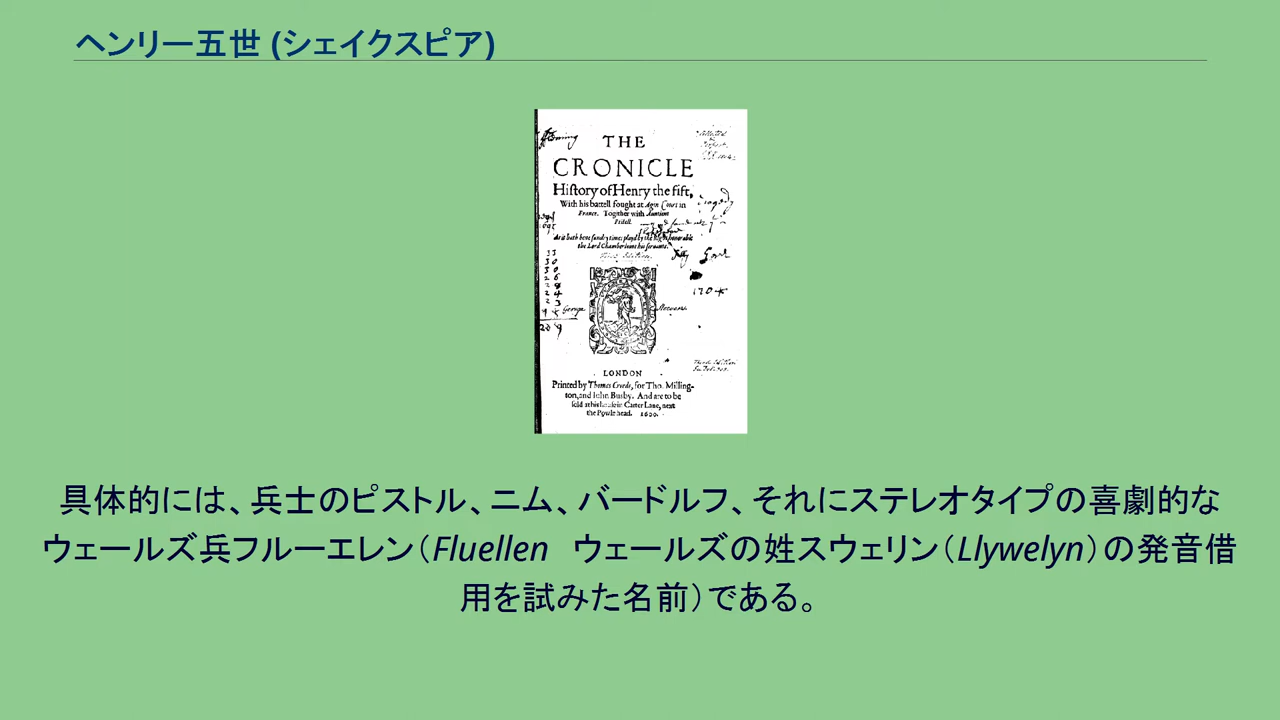 ヘンリー五世 (シェイクスピア)
THE
CRONICLE
Hiſtory of Henry the fift,
With his battell fought at Agin Court in
France. Togither with Auntient
Piſtoll.
As it hath bene ſundry times playd by the Right honorable
the Lord Chamberlaine his ſeruants.
LONDON
Printed by Thomas Creede, for Tho. Milling-
ton, and Iohn Busby. And are to be
ſold at his houſe in Carter Lane, next
the Powle head. 1600.
具体的には、兵士のピストル、ニム、バードルフ、それにステレオタイプの喜劇的な
ウェールズ兵フルーエレン（Fluellen　ウェールズの姓スウェリン（Llywelyn）の発音借
用を試みた名前）である。